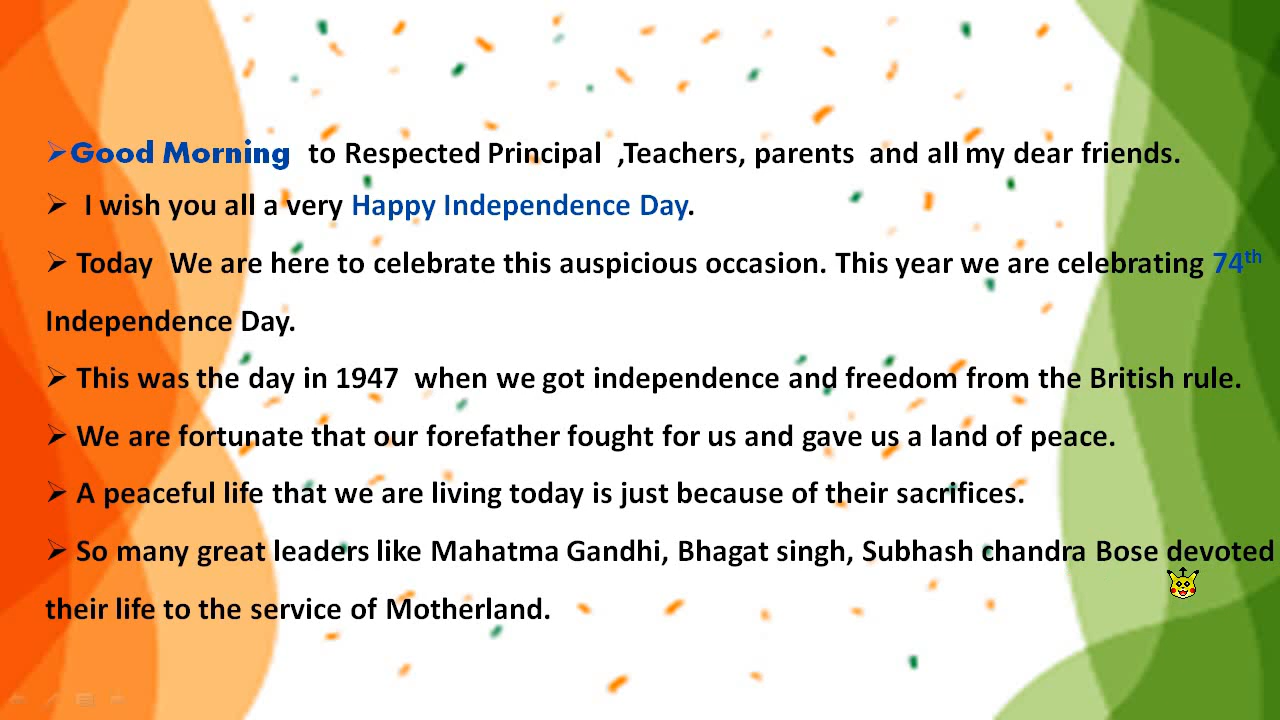 ➢Good Morning to Respected Principal ,Teachers, parents and all my dear friends.
➢ I wish you all a very Happy Independence Day.
➢ Today We are here to celebrate this auspicious occasion. This year we are celebrating 74th
Independence Day.
➢ This was the day in 1947 when we got independence and freedom from the British rule.
➢ We are fortunate that our forefather fought for us and gave us a land of peace.
➢ A peaceful life that we are living today is just because of their sacrifices.
➢ So many great leaders like Mahatma Gandhi, Bhagat singh, Subhash chandra Bose devoted
their life to the service of Motherland.